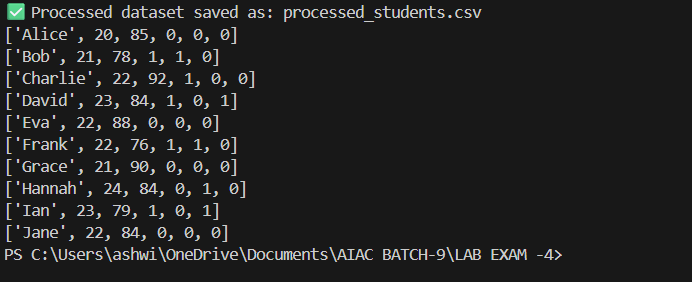 ✅ Processed dataset saved as: processed_students.csv
['Alice', 20, 85, 0, 0, 0]
['Bob', 21, 78, 1, 1, 0]
['Charlie', 22, 92, 1, 0, 0]
['David', 23, 84, 1, 0, 1]
['Eva', 22, 88, 0, 0, 0]
['Frank', 22, 76, 1, 1, 0]
['Grace', 21, 90, 0, 0, 0]
['Hannah', 24, 84, 0, 1, 0]
['Ian', 23, 79, 1, 0, 1]
['Jane', 22, 84, 0, 0, 0]
PS C:\Users\ashwi\OneDrive\Documents\AIAC BATCH-9\LAB EXAM -4>